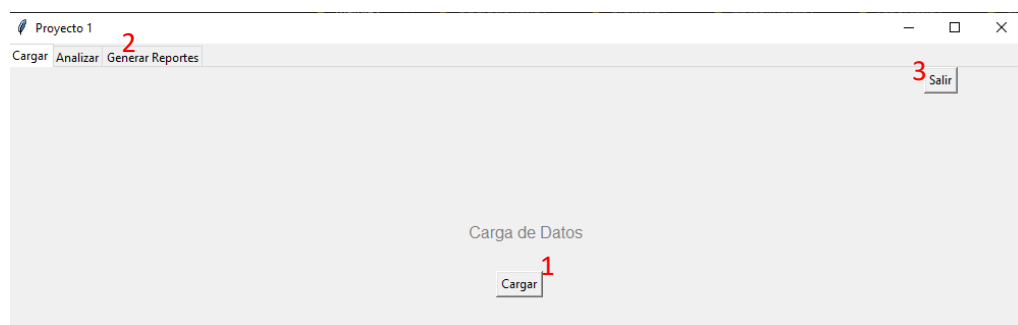 Proyecto 1
2
Cargar Analizar Generar Reportes
3 Salir
Carga de Datos
1
Cargar